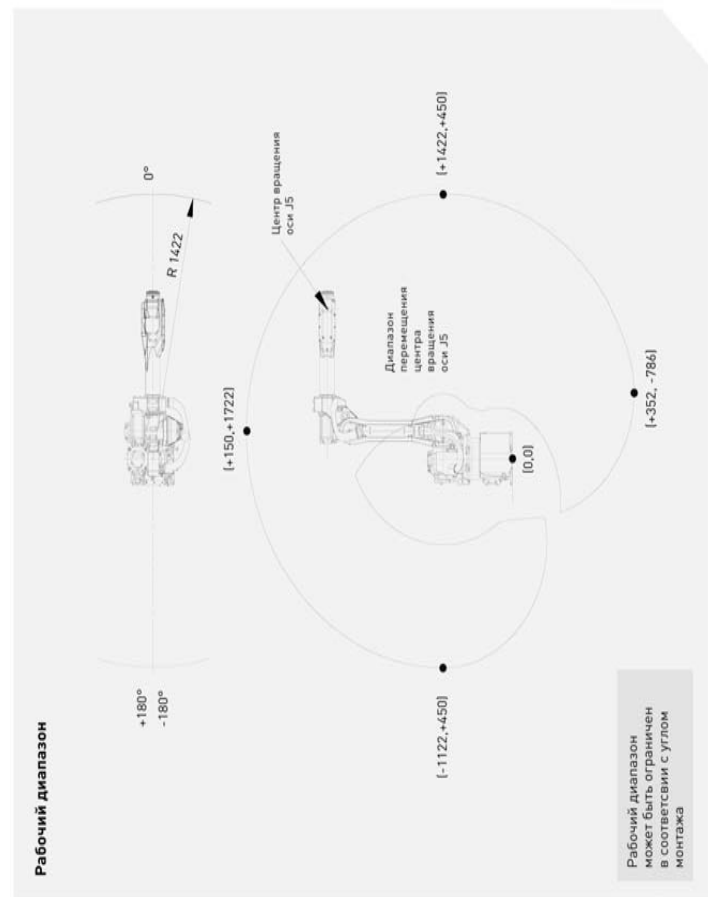 Рабочий диапазон
+180°
-180°
0°
R 1422
[+150,+1722]
Центр вращения
оси J5
Диапазон
перемещения
центра
вращения
оси J5
[-1122,+450]
[0,0]
[+1422,+450]
[+352, -786]
Рабочий диапазон
может быть ограничен
в соответсвии с углом
монтажа